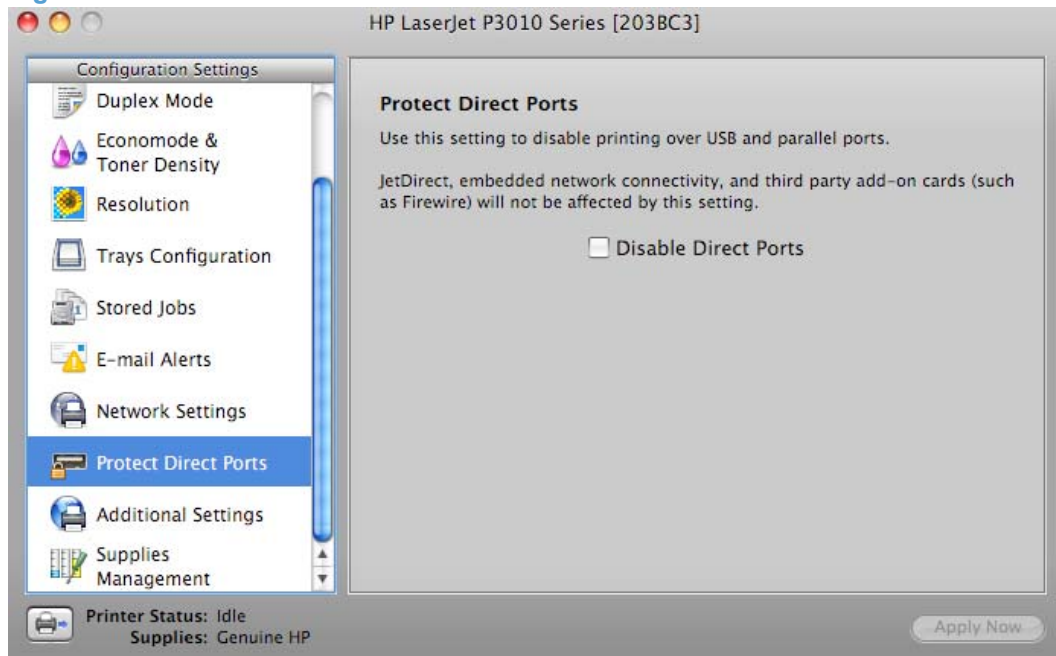 HP LaserJet P3010 Series [203BC3]
Configuration Settings
Duplex Mode
Economode &
Toner Density
Resolution
Trays Configuration
Stored Jobs
E-mail Alerts
Network Settings
Protect Direct Ports
Additional Settings
Supplies
Management
Protect Direct Ports
Use this setting to disable printing over USB and parallel ports.
JetDirect, embedded network connectivity, and third party add-on cards (such
as Firewire) will not be affected by this setting.
Disable Direct Ports
Printer Status: Idle
Supplies: Genuine HP
Apply Now